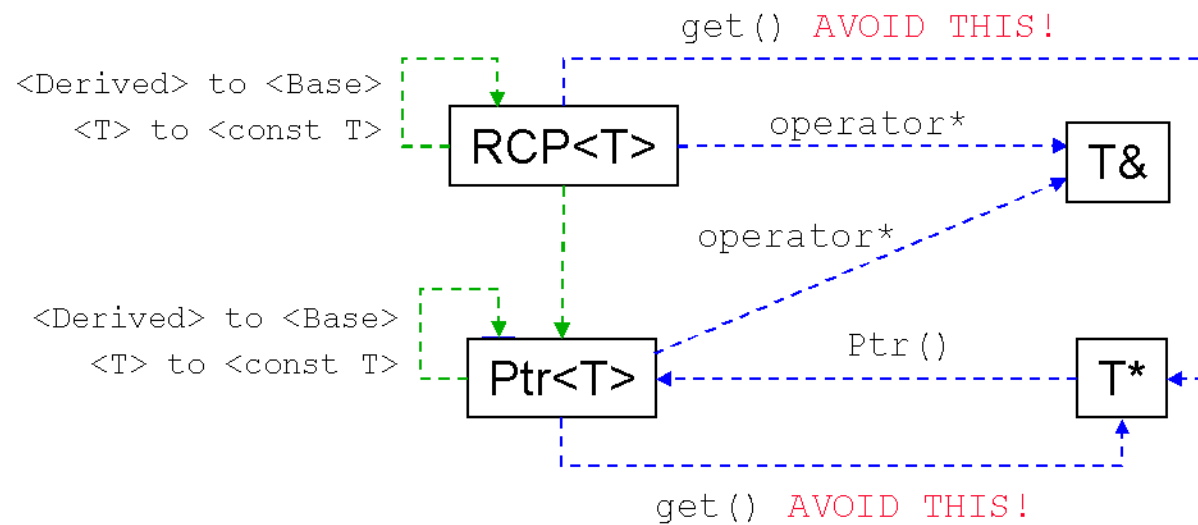 get() AVOID THIS!
<Derived> to <Base>
<T> to <const T>
RCP<T>
operator*
T&
operator*
<Derived> to <Base>
<T> to <const T>
Ptr<T>
Ptr()
T*
get() AVOID THIS!